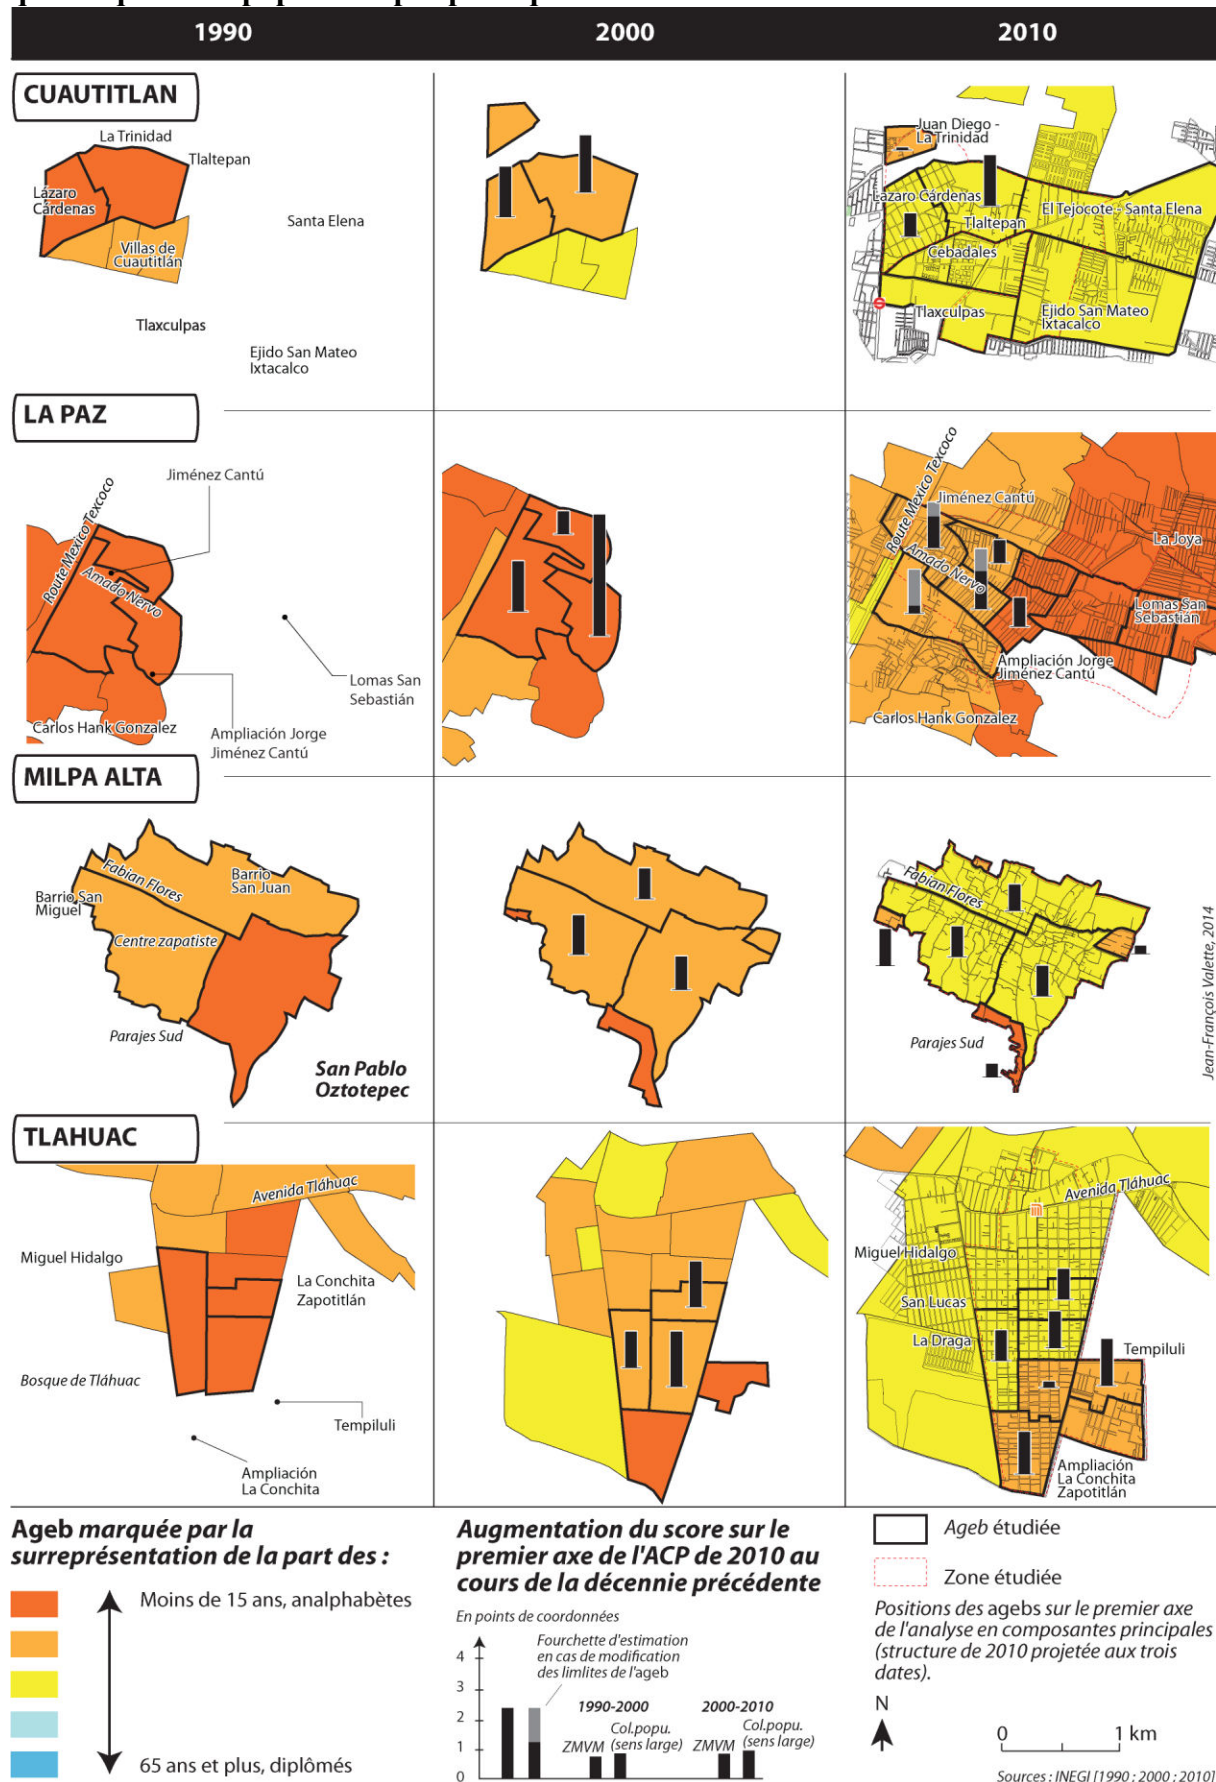 1990
2000
2010
CUAUTITLAN
La Trinidad
Tlaltepan
Lázaro
Cárdenas
Santa Elena
Villas de
Cuautitlán
Tlaxculpas
Ejido San Mateo
Ixtacalco
Juan Diego -
La Trinidad
Lazaro Cárdenas
Tlaltepan
El Tejocote - Santa Elena
Cebadales
Tlaxculpas
Ejido San Mateo
Ixtacalco
LA PAZ
Jiménez Cantú
Route Mexico Texcoco
Amado Nervo
Lomas San
Sebastián
Carlos Hank Gonzalez
Ampliación Jorge
Jiménez Cantú
Route Mexico Texcoco
Jiménez Cantú
Amado Nervo
La Joya
Lomas San
Sebastián
Ampliación Jorge
Jiménez Cantú
Carlos Hank Gonzalez
MILPA ALTA
Fabian Flores
Barrio
San Juan
Barrio San
Miguel
Centre zapatiste
Parajes Sud
San Pablo
Oztotepec
Fabian Flores
Parajes Sud
Jean-François Valette, 2014
TLAHUAC
Avenida Tláhuac
Miguel Hidalgo
La Conchita
Zapotitlán
Bosque de Tláhuac
Tempiluli
Ampliación
La Conchita
Avenida Tláhuac
Miguel Hidalgo
San Lucas
La Draga
Tempiluli
Ampliación
La Conchita
Zapotitlán
Ageb marquée par la
surreprésentation de la part des :
Moins de 15 ans, analphabètes
65 ans et plus, diplômés
Augmentation du score sur le
premier axe de l'ACP de 2010 au
cours de la décennie précédente
En points de coordonnées
Fourchette d'estimation
en cas de modification
des limlites de l'ageb
4
3
2
1
0
1990-2000
2000-2010
ZMVM
Col.popu.
(sens large)
ZMVM
Col.popu.
(sens large)
Ageb étudiée
Zone étudiée
Positions des agebs sur le premier axe
de l'analyse en composantes principales
(structure de 2010 projetée aux trois
dates).
N
0
1 km
Sources : INEGI [1990 ; 2000 ; 2010]